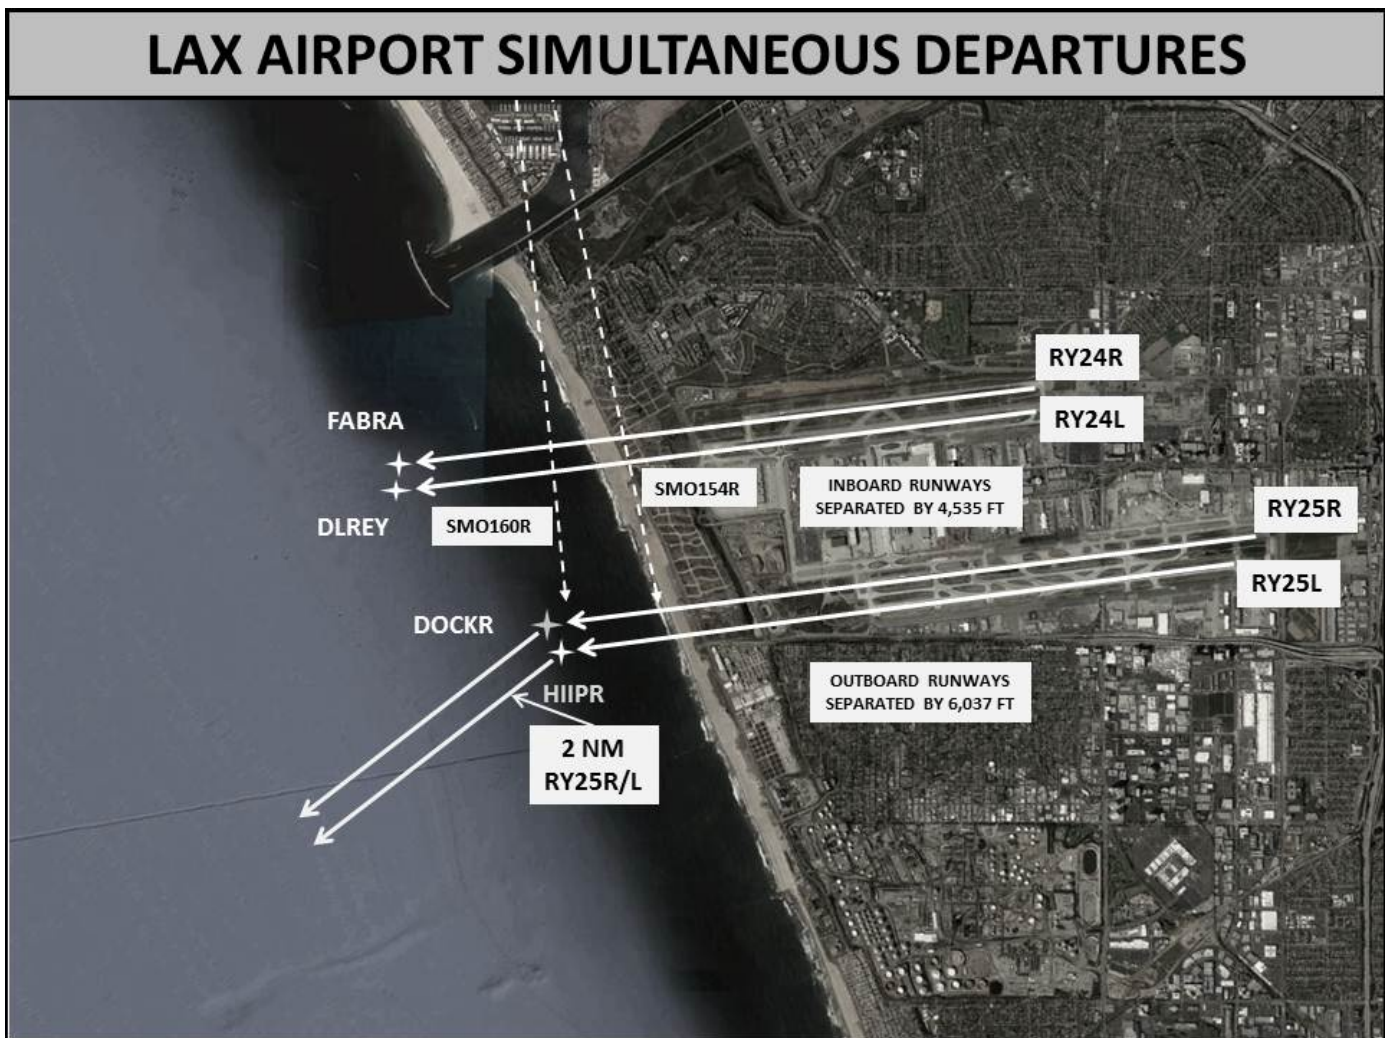 LAX AIRPORT SIMULTANEOUS DEPARTURES
RY24R
RY24L
FABRA
DLREY
SMO160R
SMO154R
INBOARD RUNWAYS
SEPARATED BY 4,535 FT
RY25R
RY25L
DOCKR
HIIPR
2 NM
RY25R/L
OUTBOARD RUNWAYS
SEPARATED BY 6,037 FT